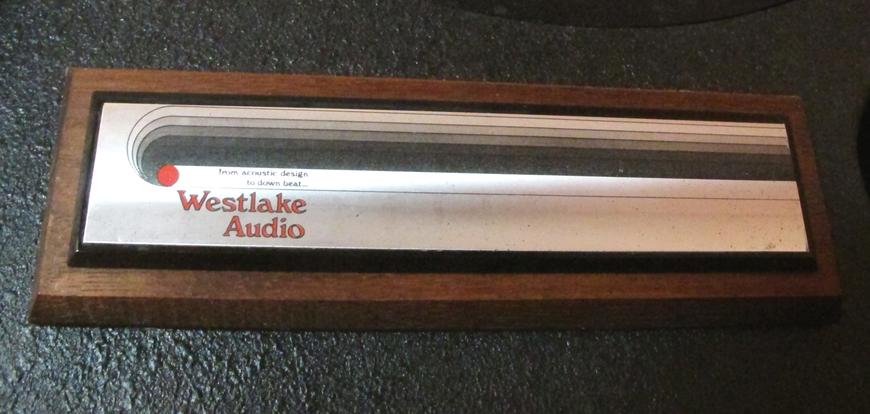 from acoustic design
to down beat...
Westlake
Audio